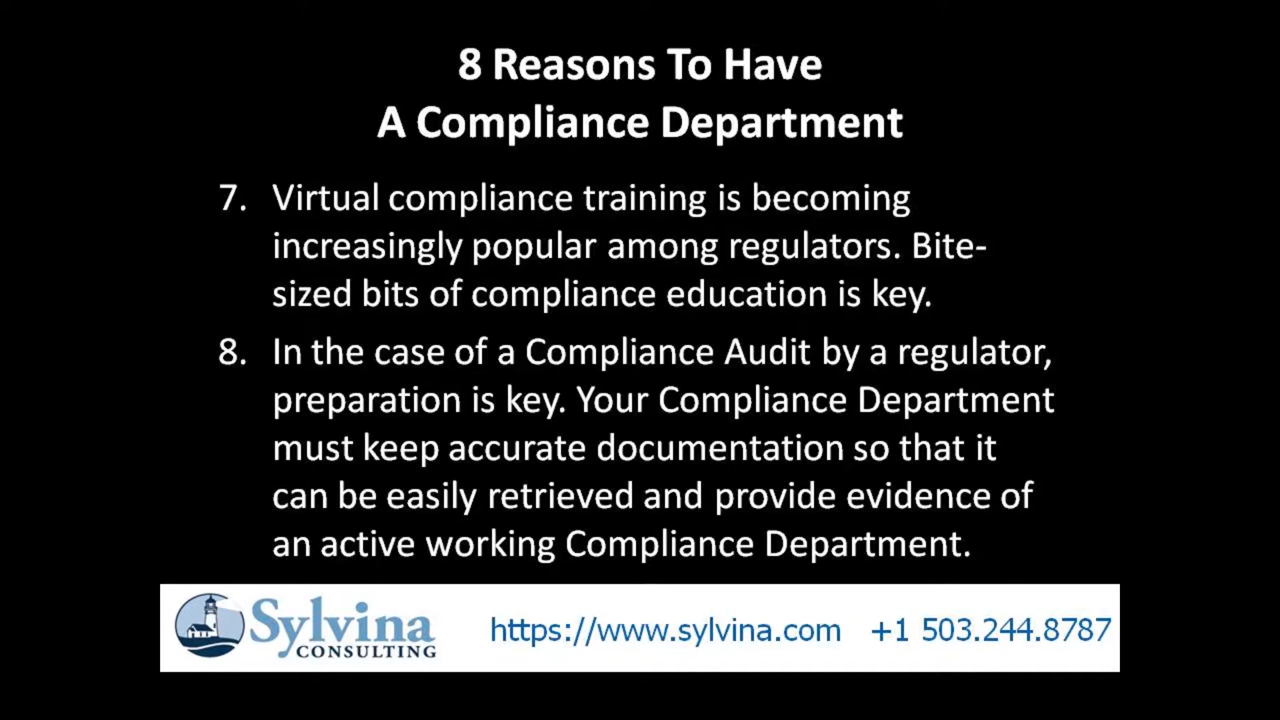 8 Reasons To Have
A Compliance Department
7. Virtual compliance training is becoming
increasingly popular among regulators. Bite-
sized bits of compliance education is key.
8. In the case of a Compliance Audit by a regulator,
preparation is key. Your Compliance Department
must keep accurate documentation so that it
can be easily retrieved and provide evidence of
an active working Compliance Department.
Sylvina
CONSULTING
https://www.sylvina.com +1 503.244.8787